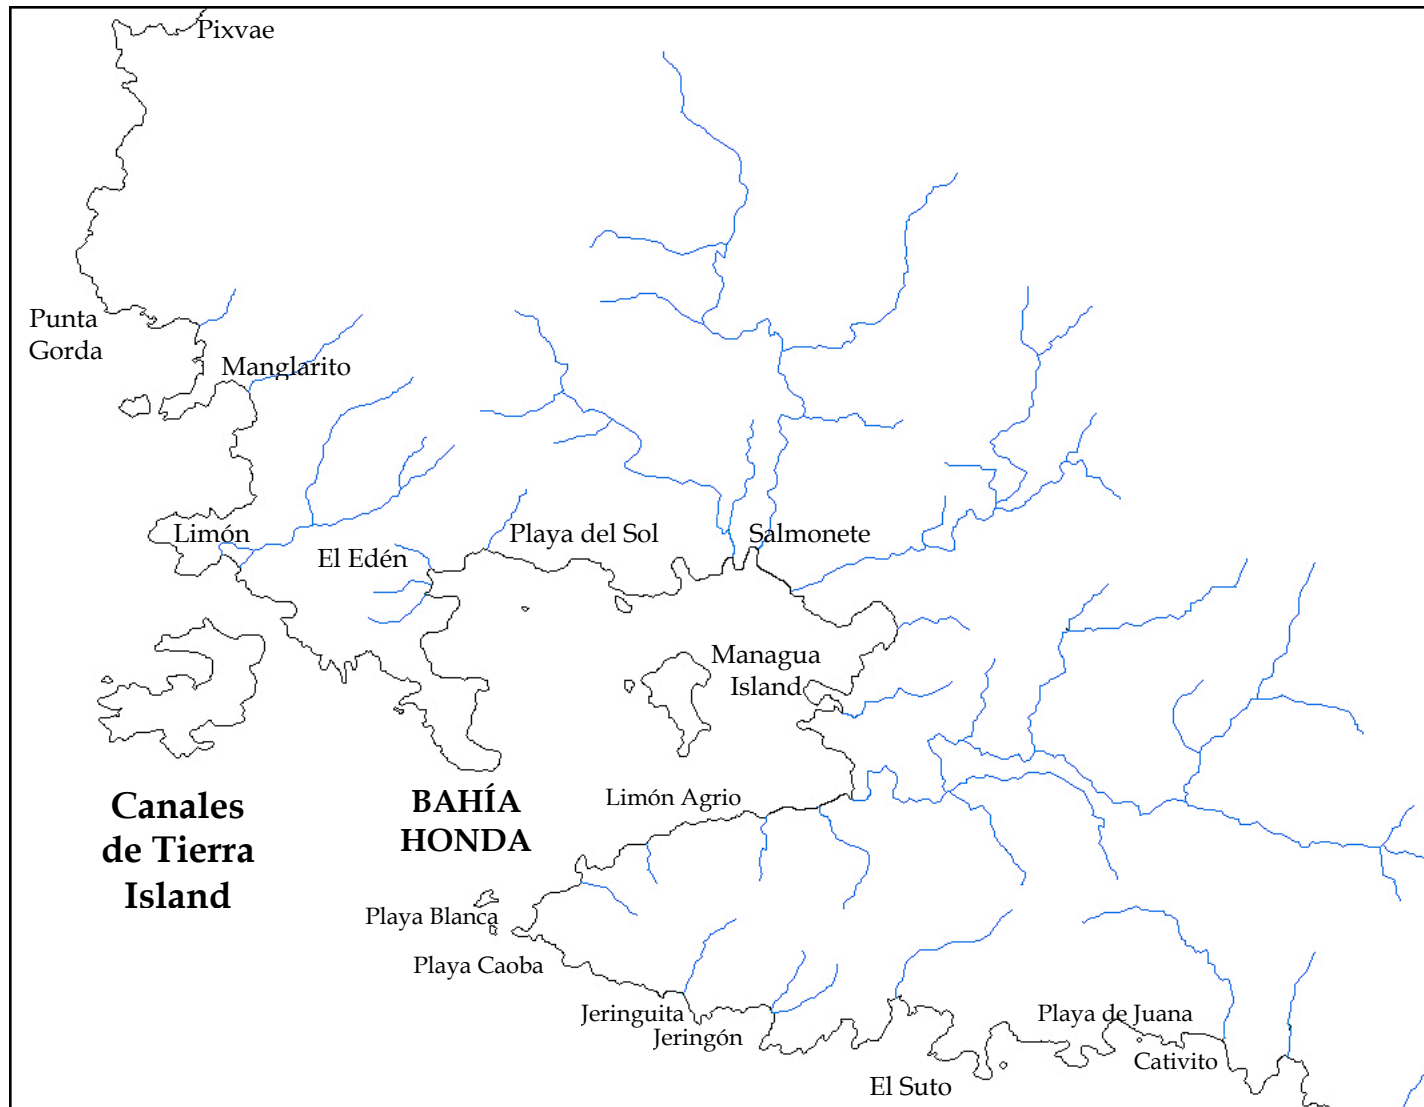 Pixvae
Punta
Gorda
Manglarito
Limón
El Edén
Playa del Sol
Salmonete
Managua
Island
Canales
de Tierra
Island
BAHÍA
HONDA
Limón Agrio
Playa Blanca
Playa Caoba
Jeringuita
Jeringón
El Suto
Playa de Juana
Cativito